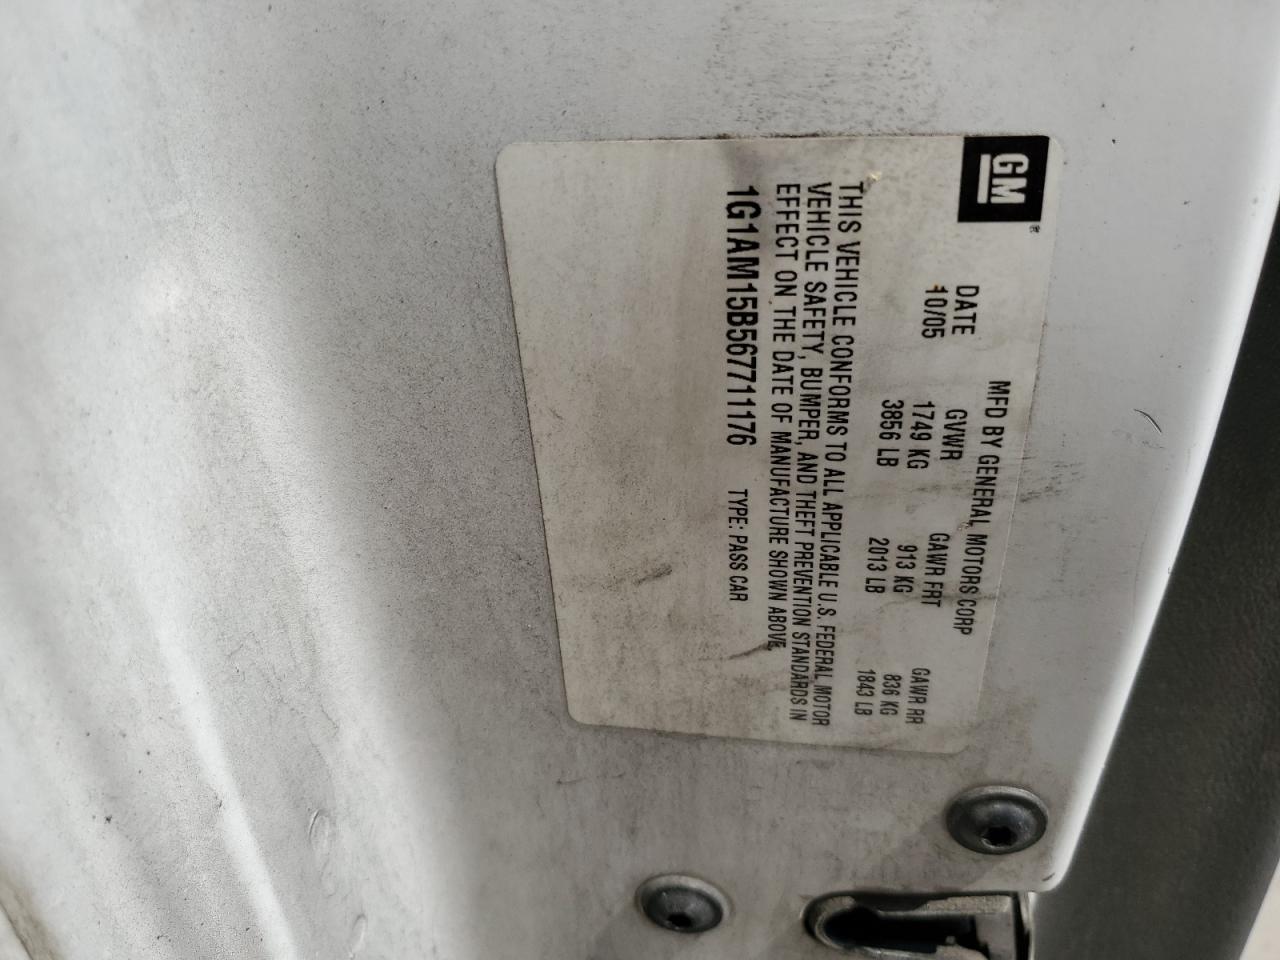 GM®
MFD BY GENERAL MOTORS CORP
DATE GVWR GAWR FRT GAWR RR
10/05 1749 KG 913 KG 836 KG
3856 LB 2013 LB 1843 LB
THIS VEHICLE CONFORMS TO ALL APPLICABLE U.S. FEDERAL MOTOR
VEHICLE SAFETY, BUMPER, AND THEFT PREVENTION STANDARDS IN
EFFECT ON THE DATE OF MANUFACTURE SHOWN ABOVE.
1G1AM15B567711176 TYPE: PASS CAR